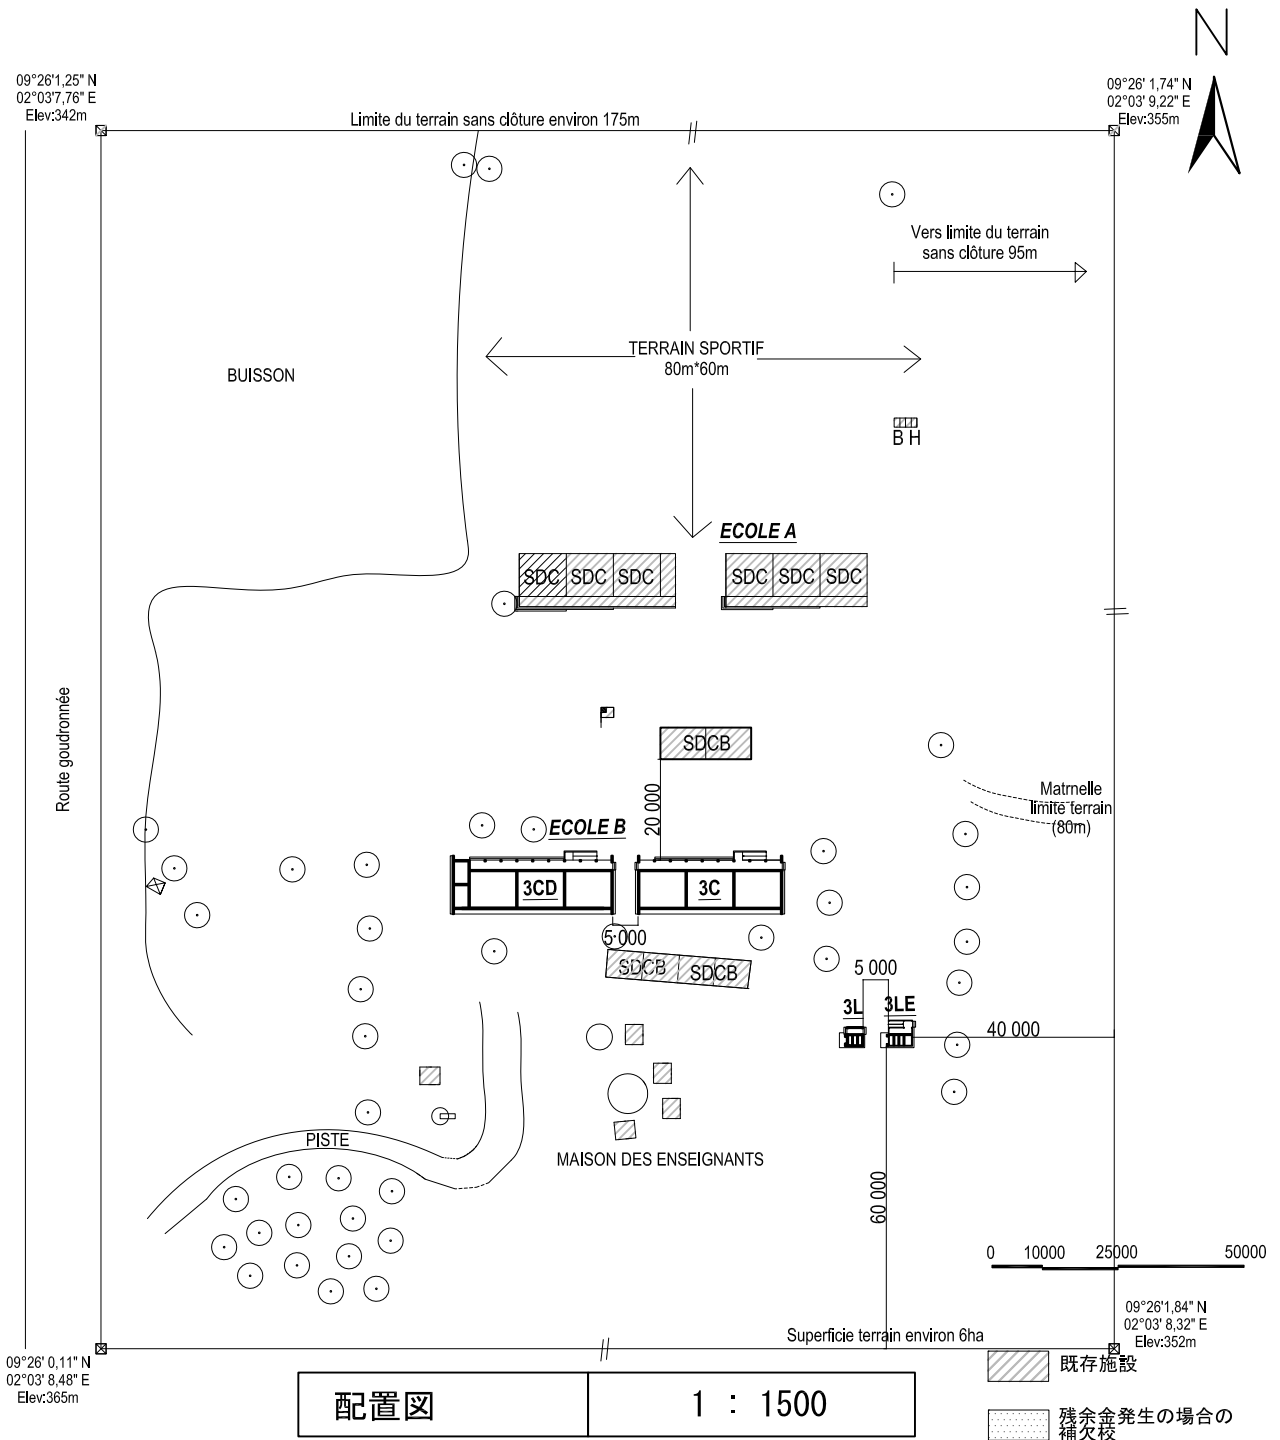 N
09°26'1,25" N
02°03'7,76" E
Elev:342m
09°26' 1,74" N
02°03' 9,22" E
Elev:355m
Limite du terrain sans clôture environ 175m
Vers limite du terrain
sans clôture 95m
TERRAIN SPORTIF
80m*60m
BUISSON
B H
ECOLE A
SDC SDC SDC SDC SDC SDC
Route goudronnée
SDCB
20 000
Matrnelle
limite terrain
(80m)
ECOLE B
3CD 3C
5 000
SDCB SDCB
5 000
3L 3LE
40 000
PISTE
MAISON DES ENSEIGNANTS
60 000
0 10000 25000 50000
09°26'1,84" N
02°03' 8,32" E
Elev:352m
Superficie terrain environ 6ha
09°26' 0,11" N
02°03' 8,48" E
Elev:365m
既存施設
配置図 1 : 1500
残余金発生の場合の
補欠校